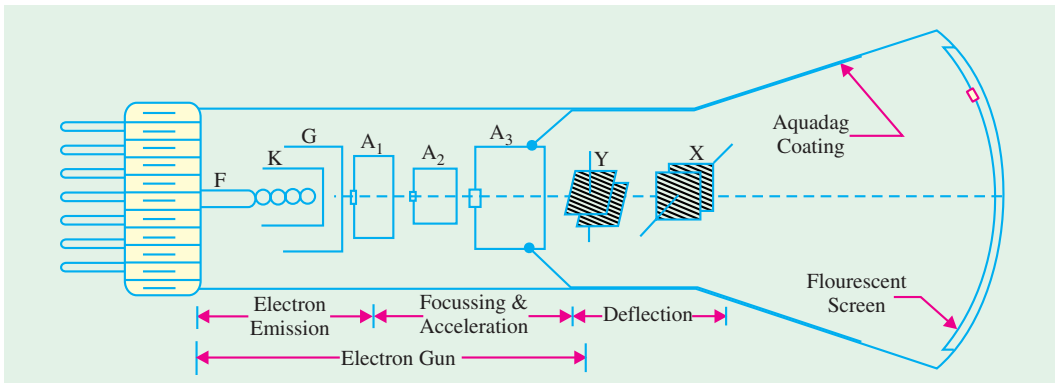 G
A1
A2
A3
K
F
Y
X
Aquadag
Coating
Flourescent
Screen
Electron
Emission
Focussing &
Acceleration
Deflection
Electron Gun